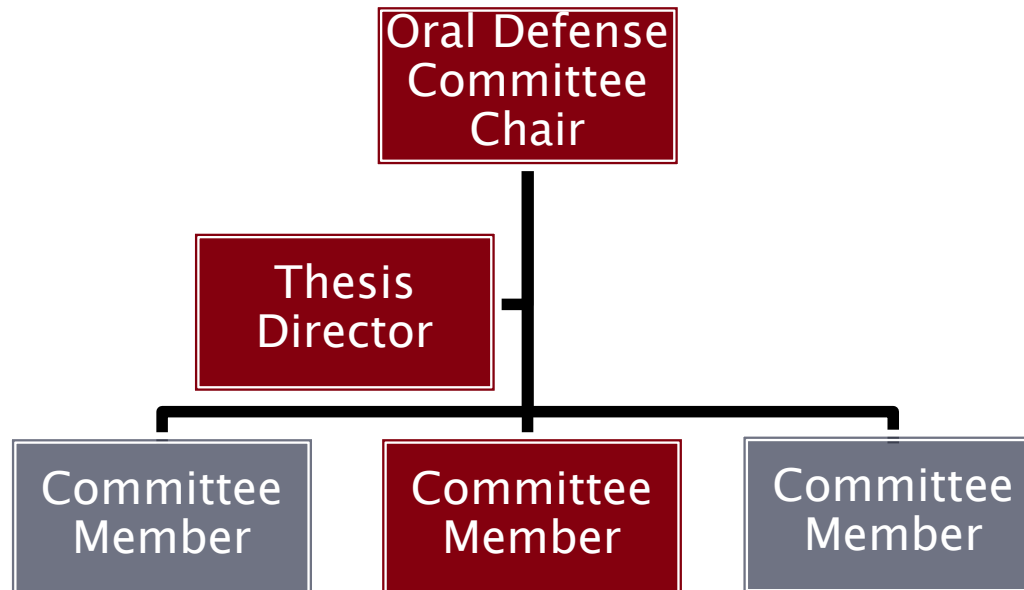 Oral Defense
Committee
Chair
Thesis
Director
Committee
Member
Committee
Member
Committee
Member